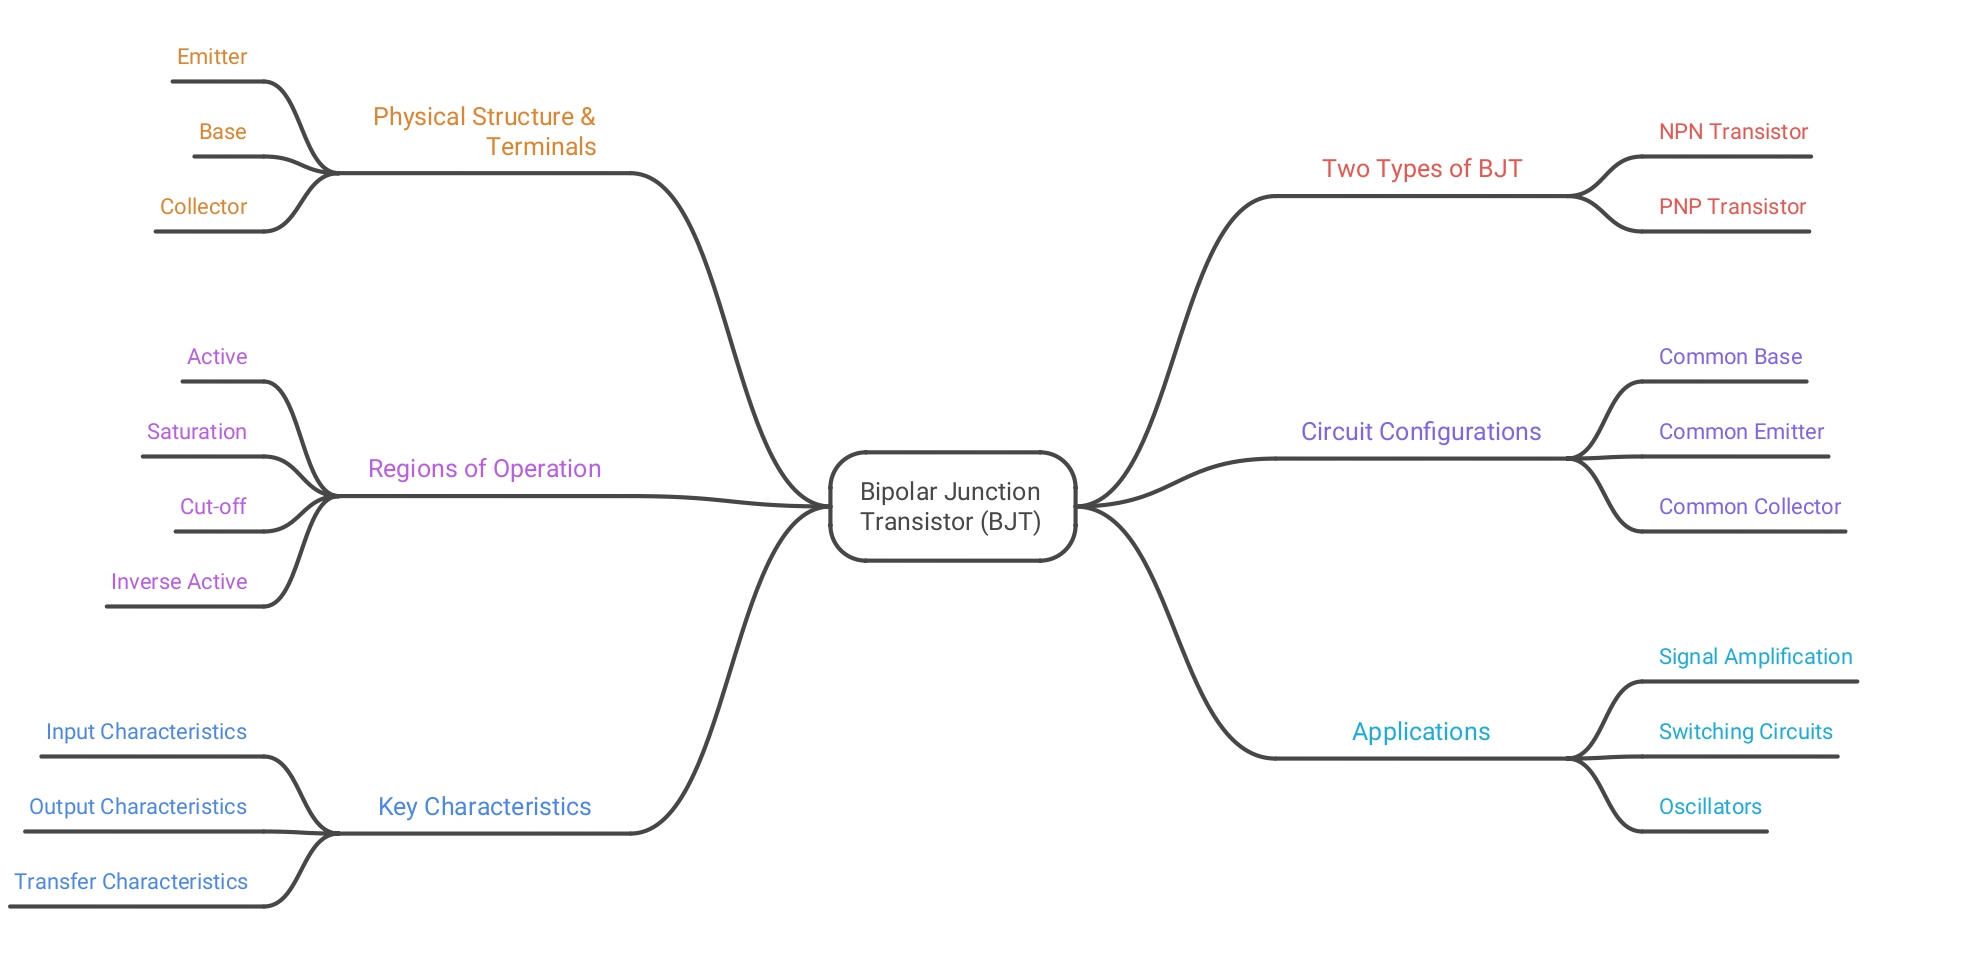 Bipolar Junction
Transistor (BJT)
Physical Structure &
Terminals
Emitter
Base
Collector
Regions of Operation
Active
Saturation
Cut-off
Inverse Active
Key Characteristics
Input Characteristics
Output Characteristics
Transfer Characteristics
Two Types of BJT
NPN Transistor
PNP Transistor
Circuit Configurations
Common Base
Common Emitter
Common Collector
Applications
Signal Amplification
Switching Circuits
Oscillators